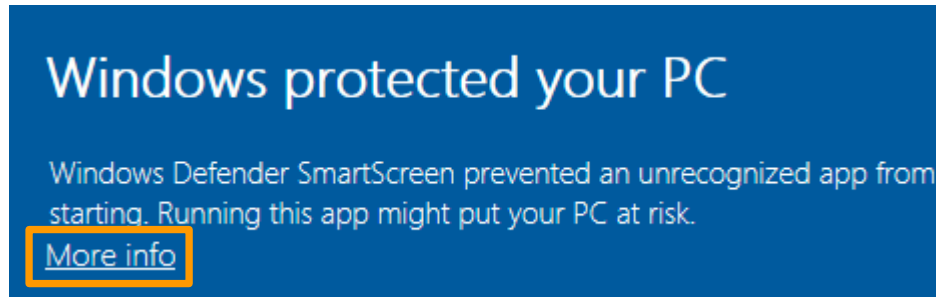 Windows protected your PC
Windows Defender SmartScreen prevented an unrecognized app from
starting. Running this app might put your PC at risk.
More info